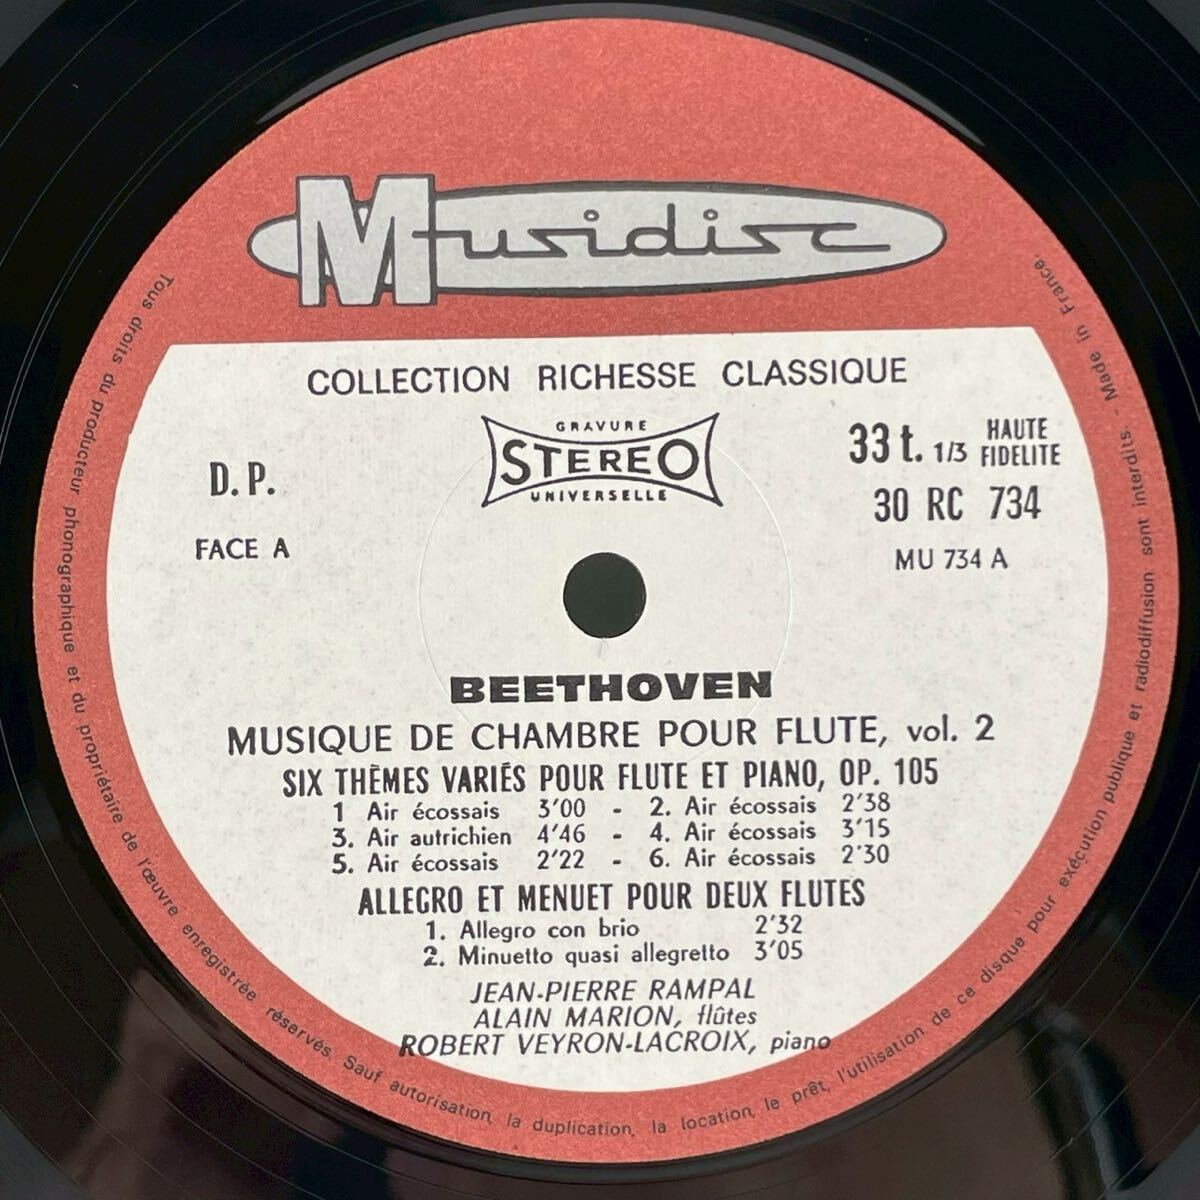 Musidisc
COLLECTION RICHESSE CLASSIQUE
GRAVURE
STEREO
UNIVERSELLE
D.P.
FACE A
33 t. 1/3 HAUTE FIDELITE
30 RC 734
MU 734 A
BEETHOVEN
MUSIQUE DE CHAMBRE POUR FLUTE, vol. 2
SIX THÈMES VARIÉS POUR FLUTE ET PIANO, OP. 105
1 Air écossais 3'00 - 2. Air écossais 2'38
3. Air autrichien 4'46 - 4. Air écossais 3'15
5. Air écossais 2'22 - 6. Air écossais 2'30
ALLEGRO ET MENUET POUR DEUX FLUTES
1. Allegro con brio 2'32
2. Minuetto quasi allegretto 3'05
JEAN-PIERRE RAMPAL
ALAIN MARION, flûtes
ROBERT VEYRON-LACROIX, piano
Tous droits du producteur phonographique et du propriétaire de l'œuvre enregistrée réservés. Sauf autorisation, la duplication, la location, le prêt, l'utilisation de ce disque pour exécution publique et radiodiffusion sont interdits - Made in France.